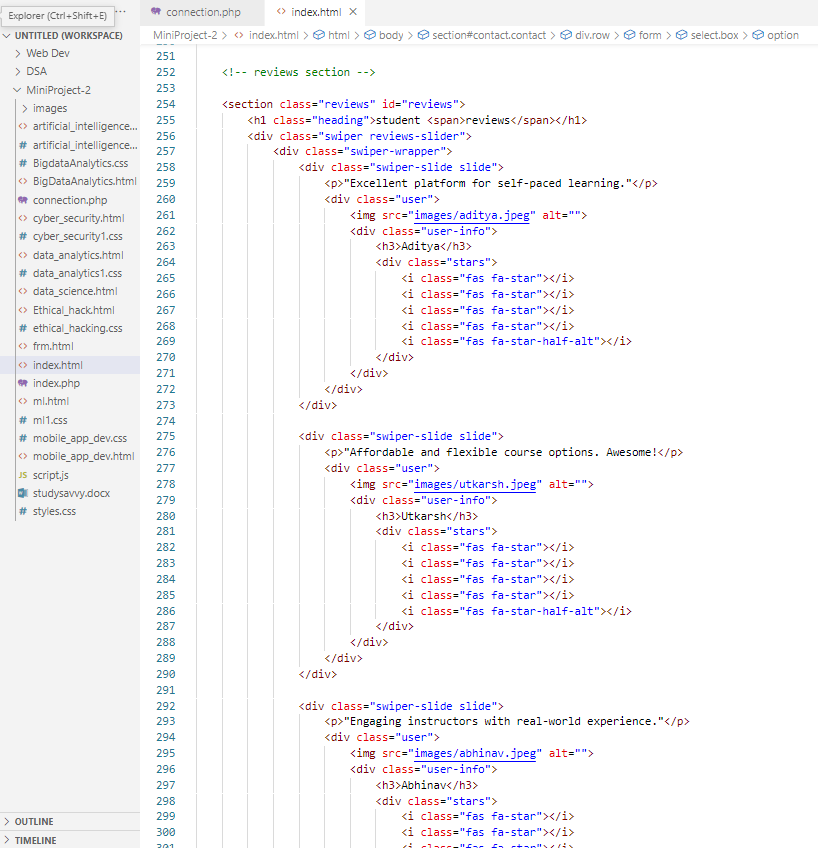 Explorer (Ctrl+Shift+E)
···
connection.php
index.html ×
UNTITLED (WORKSPACE)
MiniProject-2 > index.html > html > body > section#contact.contact > div.row > form > select.box > option
Web Dev
DSA
MiniProject-2
images
artificial_intelligence...
artificial_intelligence...
BigdataAnalytics.css
BigDataAnalytics.html
connection.php
cyber_security.html
cyber_security1.css
data_analytics.html
data_analytics1.css
data_science.html
Ethical_hack.html
ethical_hacking.css
frm.html
index.html
index.php
ml.html
ml1.css
mobile_app_dev.css
mobile_app_dev.html
JS script.js
studysavvy.docx
styles.css
OUTLINE
TIMELINE
251
252 <!-- reviews section -->
253
254 <section class="reviews" id="reviews">
255 <h1 class="heading">student <span>reviews</span></h1>
256 <div class="swiper reviews-slider">
257 <div class="swiper-wrapper">
258 <div class="swiper-slide slide">
259 <p>"Excellent platform for self-paced learning."</p>
260 <div class="user">
261 <img src="images/aditya.jpeg" alt="">
262 <div class="user-info">
263 <h3>Aditya</h3>
264 <div class="stars">
265 <i class="fas fa-star"></i>
266 <i class="fas fa-star"></i>
267 <i class="fas fa-star"></i>
268 <i class="fas fa-star"></i>
269 <i class="fas fa-star-half-alt"></i>
270 </div>
271 </div>
272 </div>
273 </div>
274
275 <div class="swiper-slide slide">
276 <p>"Affordable and flexible course options. Awesome!</p>
277 <div class="user">
278 <img src="images/utkarsh.jpeg" alt="">
279 <div class="user-info">
280 <h3>Utkarsh</h3>
281 <div class="stars">
282 <i class="fas fa-star"></i>
283 <i class="fas fa-star"></i>
284 <i class="fas fa-star"></i>
285 <i class="fas fa-star"></i>
286 <i class="fas fa-star-half-alt"></i>
287 </div>
288 </div>
289 </div>
290 </div>
291
292 <div class="swiper-slide slide">
293 <p>"Engaging instructors with real-world experience."</p>
294 <div class="user">
295 <img src="images/abhinav.jpeg" alt="">
296 <div class="user-info">
297 <h3>Abhinav</h3>
298 <div class="stars">
299 <i class="fas fa-star"></i>
300 <i class="fas fa-star"></i>
301 <i class="fas fa-star"></i>